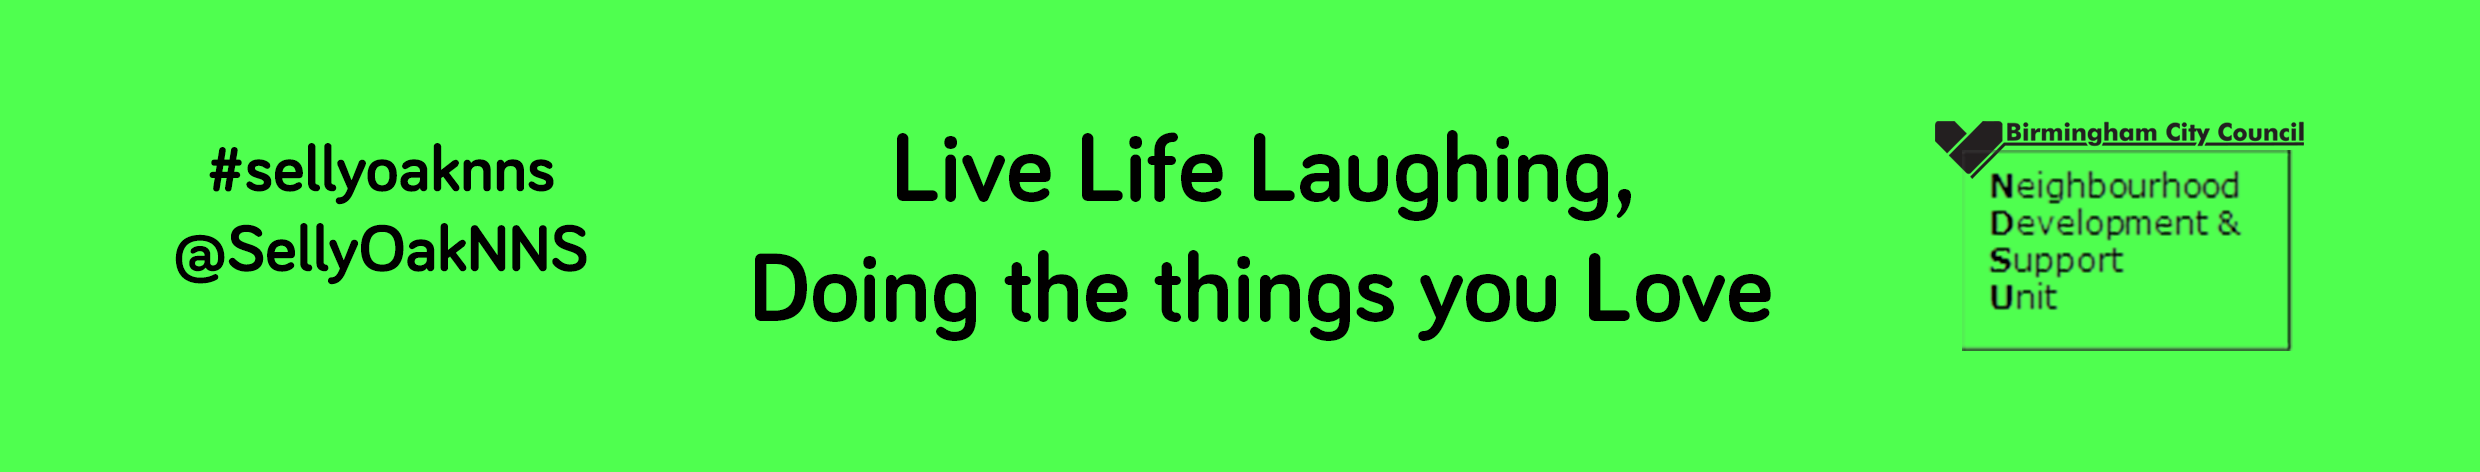 #sellyoaknns
@SellyOakNNS
Live Life Laughing,
Doing the things you Love
Birmingham City Council
Neighbourhood
Development &
Support
Unit